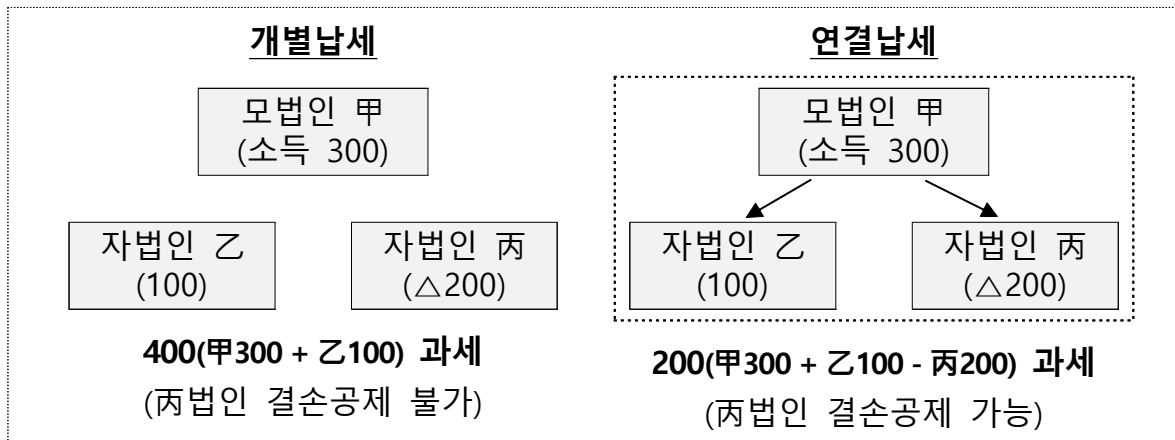 개별납세
모법인 甲
(소득 300)
자법인 乙
(100)
자법인 丙
(△200)
400(甲300 + 乙100) 과세
(丙법인 결손공제 불가)
연결납세
모법인 甲
(소득 300)
자법인 乙
(100)
자법인 丙
(△200)
200(甲300 + 乙100 - 丙200) 과세
(丙법인 결손공제 가능)